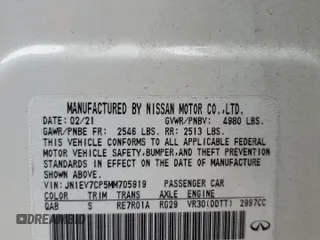 MANUFACTURED BY NISSAN MOTOR CO.,LTD.
DATE: 02/21 GVWR/PNBV: 4980 LBS.
GAWR/PNBE FR: 2546 LBS. RR: 2513 LBS.
THIS VEHICLE CONFORMS TO ALL APPLICABLE FEDERAL
MOTOR VEHICLE SAFETY,BUMPER,AND THEFT PREVENTION
STANDARDS IN EFFECT ON THE DATE OF MANUFACTURE
SHOWN ABOVE.
VIN: JN1EV7CP5MM705919 PASSENGER CAR
COLOR TRIM TRANS AXLE ENGINE
QAB S RE7R01A RG29 VR30(DDTT) 2997CC
INFINITI